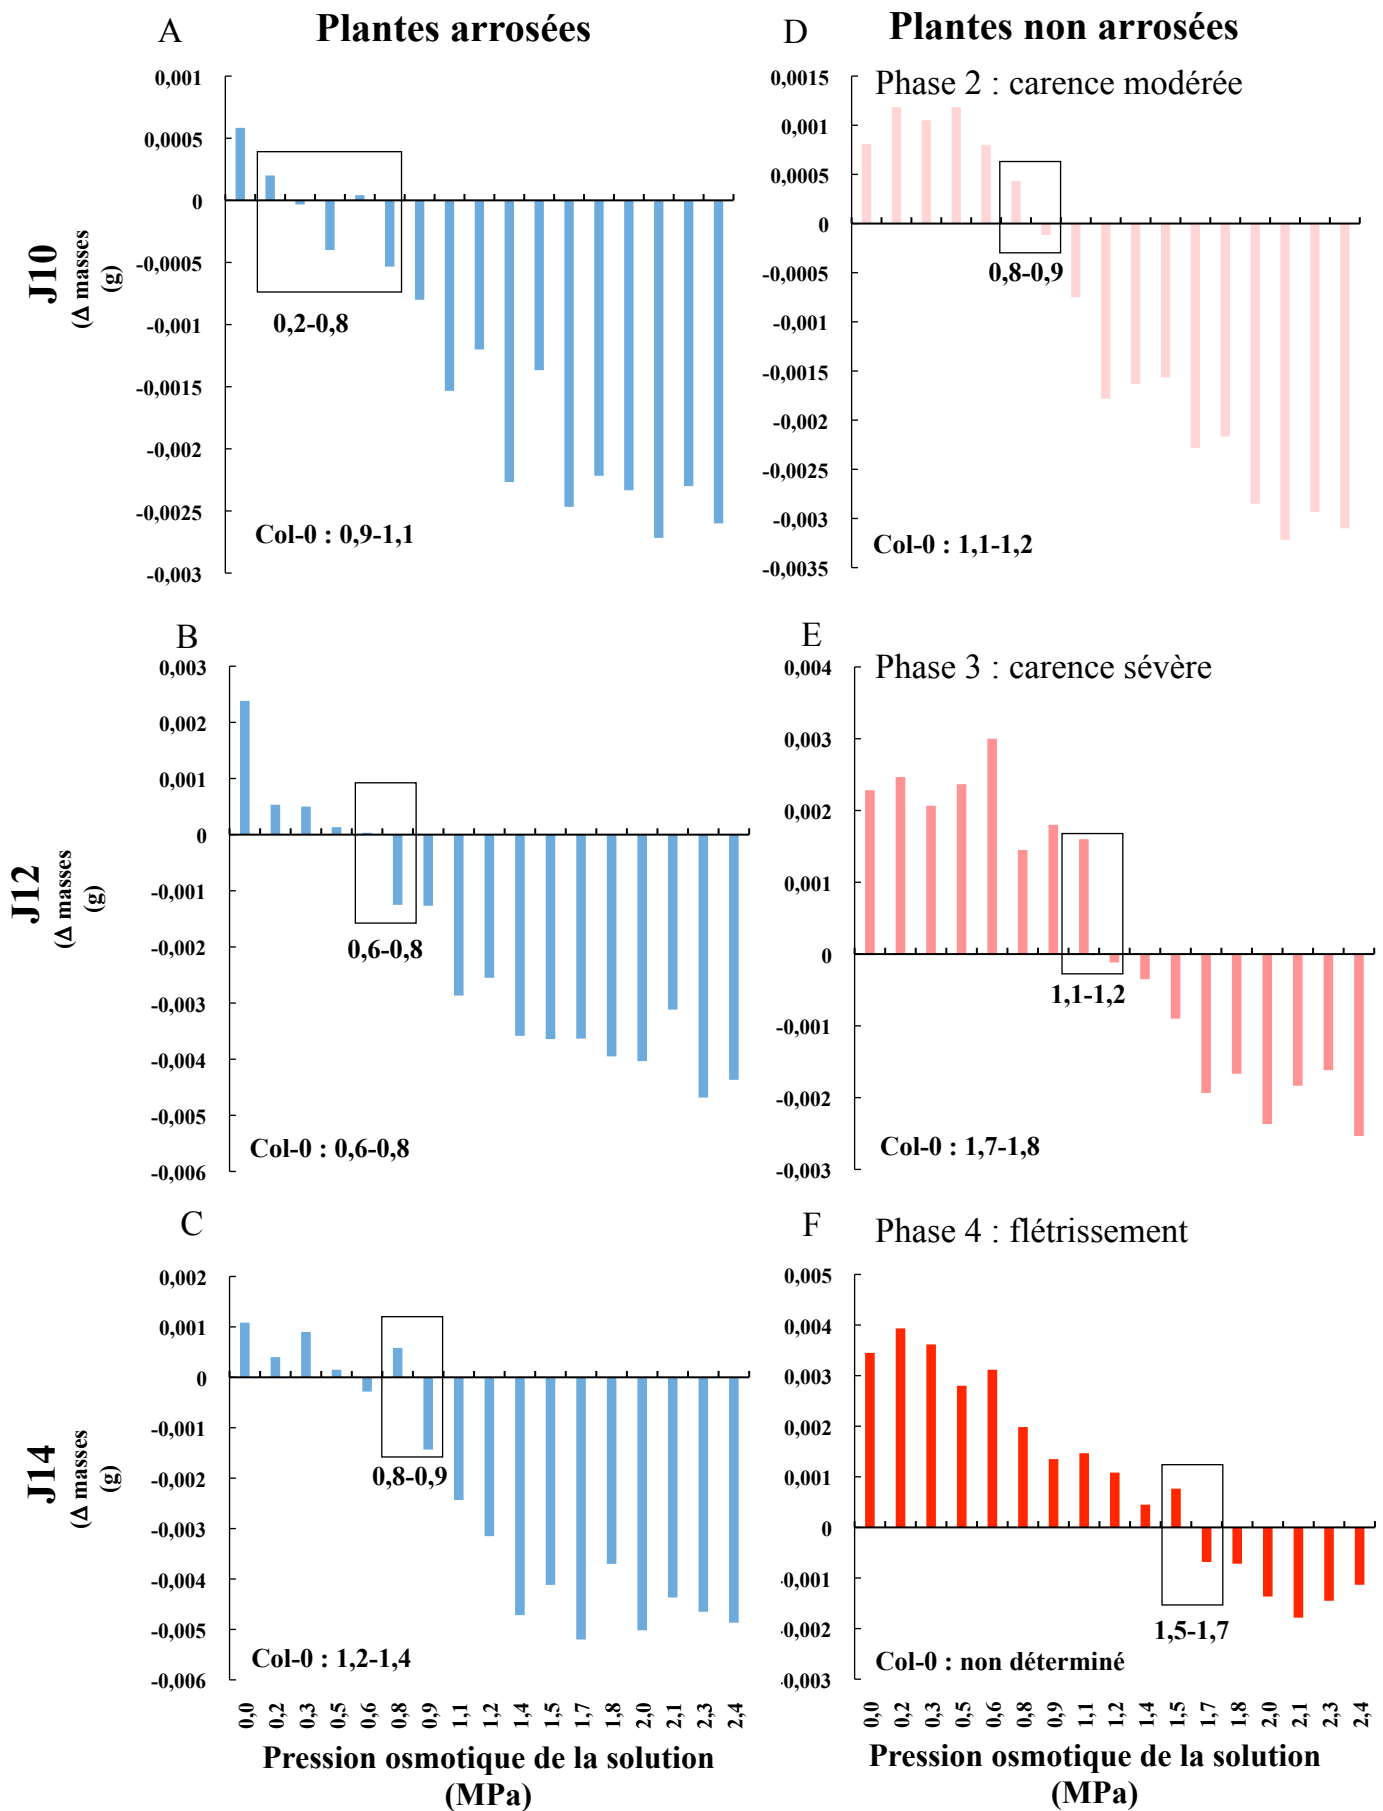 A
Plantes arrosées
D
Plantes non arrosées
J10
(Δ masses
(g)
0,001
0,0005
0
-0,0005
-0,001
-0,0015
-0,002
-0,0025
-0,003
0,2-0,8
Col-0 : 0,9-1,1
Phase 2 : carence modérée
0,0015
0,001
0,0005
0
-0,0005
-0,001
-0,0015
-0,002
-0,0025
-0,003
-0,0035
0,8-0,9
Col-0 : 1,1-1,2
B
J12
(Δ masses
(g)
0,003
0,002
0,001
0
-0,001
-0,002
-0,003
-0,004
-0,005
-0,006
0,6-0,8
Col-0 : 0,6-0,8
E
Phase 3 : carence sévère
0,004
0,003
0,002
0,001
0
-0,001
-0,002
-0,003
1,1-1,2
Col-0 : 1,7-1,8
C
J14
(Δ masses
(g)
0,002
0,001
0
-0,001
-0,002
-0,003
-0,004
-0,005
-0,006
0,8-0,9
Col-0 : 1,2-1,4
0,0 0,2 0,3 0,5 0,6 0,8 0,9 1,1 1,2 1,4 1,5 1,7 1,8 2,0 2,1 2,3 2,4
Pression osmotique de la solution
(MPa)
F
Phase 4 : flétrissement
0,005
0,004
0,003
0,002
0,001
0
-0,001
-0,002
-0,003
1,5-1,7
Col-0 : non déterminé
0,0 0,2 0,3 0,5 0,6 0,8 0,9 1,1 1,2 1,4 1,5 1,7 1,8 2,0 2,1 2,3 2,4
Pression osmotique de la solution
(MPa)